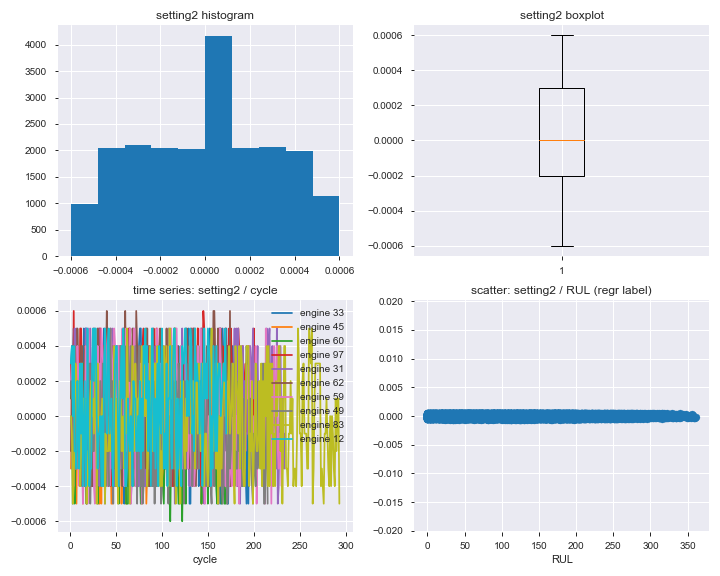 setting2 histogram
4000
3500
3000
2500
2000
1500
1000
500
0
−0.0006 −0.0004 −0.0002 0.0000 0.0002 0.0004 0.0006
setting2 boxplot
0.0006
0.0004
0.0002
0.0000
−0.0002
−0.0004
−0.0006
1
time series: setting2 / cycle
0.0006
0.0004
0.0002
0.0000
−0.0002
−0.0004
−0.0006
engine 33
engine 45
engine 60
engine 97
engine 31
engine 62
engine 59
engine 49
engine 83
engine 12
0 50 100 150 200 250 300
cycle
scatter: setting2 / RUL (regr label)
0.020
0.015
0.010
0.005
0.000
−0.005
−0.010
−0.015
−0.020
0 50 100 150 200 250 300 350
RUL